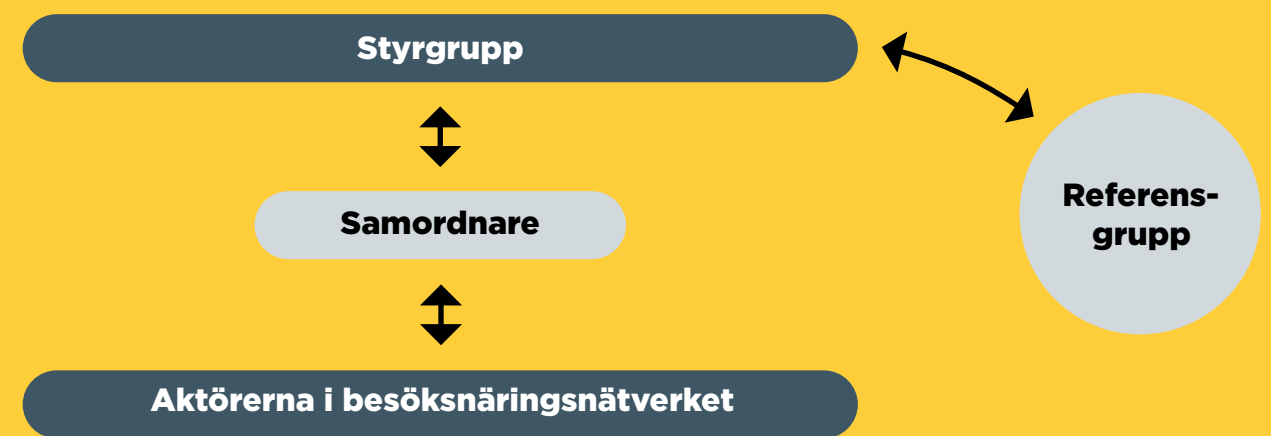 Styrgrupp
Samordnare
Referens-
grupp
Aktörerna i besöksnäringsnätverket